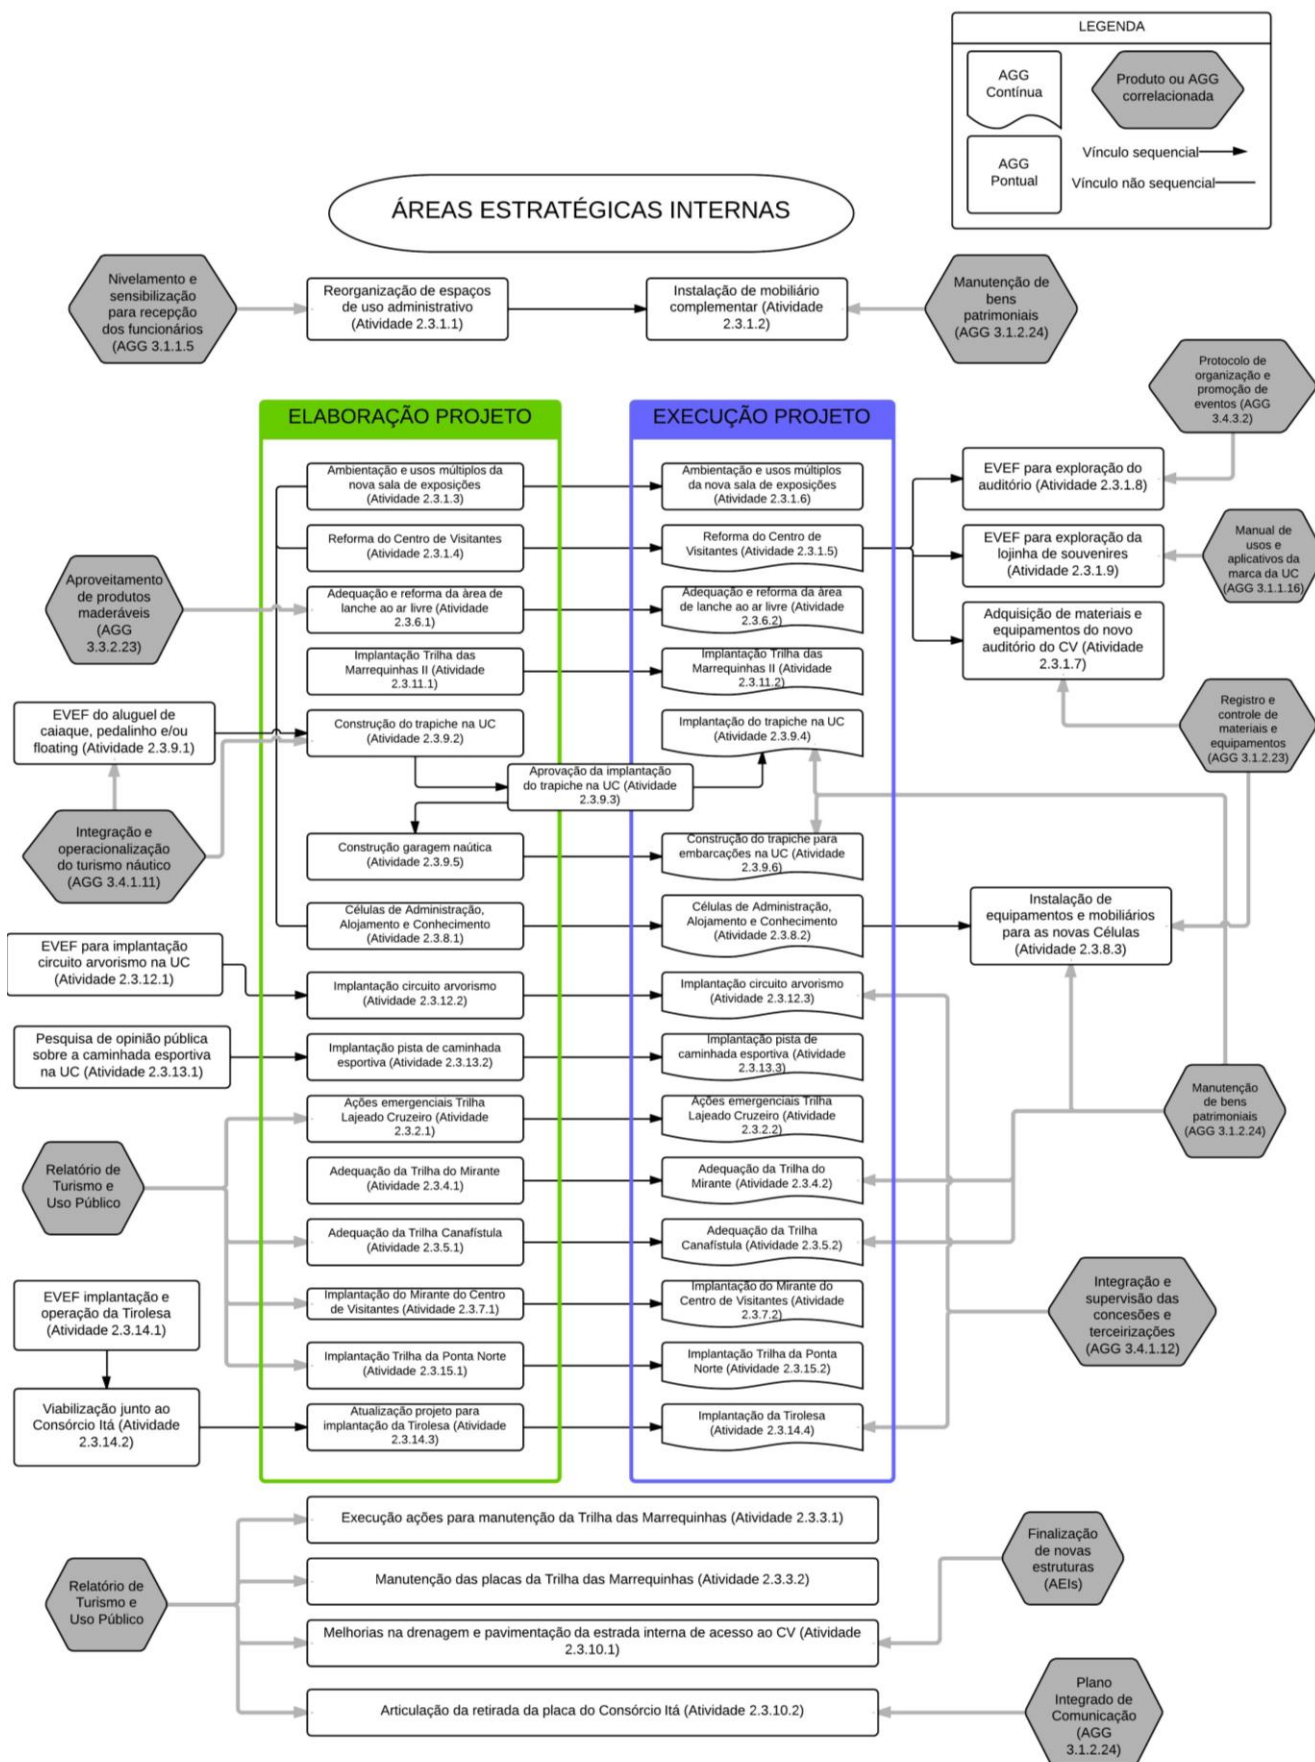 LEGENDA
AGG
Contínua
Produto ou AGG
correlacionada
AGG
Pontual
Vínculo sequencial
Vínculo não sequencial
ÁREAS ESTRATÉGICAS INTERNAS
Nivelamento e
sensibilização
para recepção
dos funcionários
(AGG 3.1.1.5
Reorganização de espaços
de uso administrativo
(Atividade 2.3.1.1)
Instalação de mobiliário
complementar (Atividade
2.3.1.2)
Manutenção de
bens
patrimoniais
(AGG 3.1.2.24)
Protocolo de
organização e
promoção de
eventos (AGG
3.4.3.2)
ELABORAÇÃO PROJETO
EXECUÇÃO PROJETO
Ambientação e usos múltiplos da
nova sala de exposições
(Atividade 2.3.1.3)
Ambientação e usos múltiplos
da nova sala de exposições
(Atividade 2.3.1.6)
EVEF para exploração do
auditório (Atividade 2.3.1.8)
Reforma do Centro de Visitantes
(Atividade 2.3.1.4)
Reforma do Centro de
Visitantes (Atividade 2.3.1.5)
EVEF para exploração da
lojinha de souvenires
(Atividade 2.3.1.9)
Manual de
usos e
aplicativos da
marca da UC
(AGG 3.1.1.16)
Aproveitamento
de produtos
maderáveis
(AGG
3.3.2.23)
Adequação e reforma da àrea de
lanche ao ar livre (Atividade
2.3.6.1)
Adequação e reforma da àrea
de lanche ao ar livre (Atividade
2.3.6.2)
Adquisição de materiais e
equipamentos do novo
auditório do CV (Atividade
2.3.1.7)
Implantação Trilha das
Marrequinhas II (Atividade
2.3.11.1)
Implantação Trilha das
Marrequinhas II (Atividade
2.3.11.2)
EVEF do aluguel de
caiaque, pedalinho e/ou
floating (Atividade 2.3.9.1)
Construção do trapiche na UC
(Atividade 2.3.9.2)
Implantação do trapiche na UC
(Atividade 2.3.9.4)
Registro e
controle de
materiais e
equipamentos
(AGG 3.1.2.23)
Aprovação da implantação
do trapiche na UC (Atividade
2.3.9.3)
Integração e
operacionalização
do turismo náutico
(AGG 3.4.1.11)
Construção garagem naútica
(Atividade 2.3.9.5)
Construção do trapiche para
embarcações na UC (Atividade
2.3.9.6)
Células de Administração,
Alojamento e Conhecimento
(Atividade 2.3.8.1)
Células de Administração,
Alojamento e Conhecimento
(Atividade 2.3.8.2)
Instalação de
equipamentos e mobiliários
para as novas Células
(Atividade 2.3.8.3)
EVEF para implantação
circuito arvorismo na UC
(Atividade 2.3.12.1)
Implantação circuito arvorismo
(Atividade 2.3.12.2)
Implantação circuito arvorismo
(Atividade 2.3.12.3)
Pesquisa de opinião pública
sobre a caminhada esportiva
na UC (Atividade 2.3.13.1)
Implantação pista de caminhada
esportiva (Atividade 2.3.13.2)
Implantação pista de
caminhada esportiva (Atividade
2.3.13.3)
Manutenção
de bens
patrimoniais
(AGG 3.1.2.24)
Ações emergenciais Trilha
Lajeado Cruzeiro (Atividade
2.3.2.1)
Ações emergenciais Trilha
Lajeado Cruzeiro (Atividade
2.3.2.2)
Relatório de
Turismo e
Uso Público
Adequação da Trilha do Mirante
(Atividade 2.3.4.1)
Adequação da Trilha do
Mirante (Atividade 2.3.4.2)
Adequação da Trilha Canafístula
(Atividade 2.3.5.1)
Adequação da Trilha
Canafístula (Atividade 2.3.5.2)
EVEF implantação e
operação da Tirolesa
(Atividade 2.3.14.1)
Implantação do Mirante do Centro
de Visitantes (Atividade 2.3.7.1)
Implantação do Mirante do
Centro de Visitantes (Atividade
2.3.7.2)
Integração e
supervisão das
concesões e
terceirizações
(AGG 3.4.1.12)
Implantação Trilha da Ponta Norte
(Atividade 2.3.15.1)
Implantação Trilha da Ponta
Norte (Atividade 2.3.15.2)
Viabilização junto ao
Consórcio Itá (Atividade
2.3.14.2)
Atualização projeto para
implantação da Tirolesa (Atividade
2.3.14.3)
Implantação da Tirolesa
(Atividade 2.3.14.4)
Execução ações para manutenção da Trilha das Marrequinhas (Atividade 2.3.3.1)
Finalização
de novas
estruturas
(AEIs)
Relatório de
Turismo e
Uso Público
Manutenção das placas da Trilha das Marrequinhas (Atividade 2.3.3.2)
Melhorias na drenagem e pavimentação da estrada interna de acesso ao CV (Atividade
2.3.10.1)
Articulação da retirada da placa do Consórcio Itá (Atividade 2.3.10.2)
Plano
Integrado de
Comunicação
(AGG
3.1.2.24)